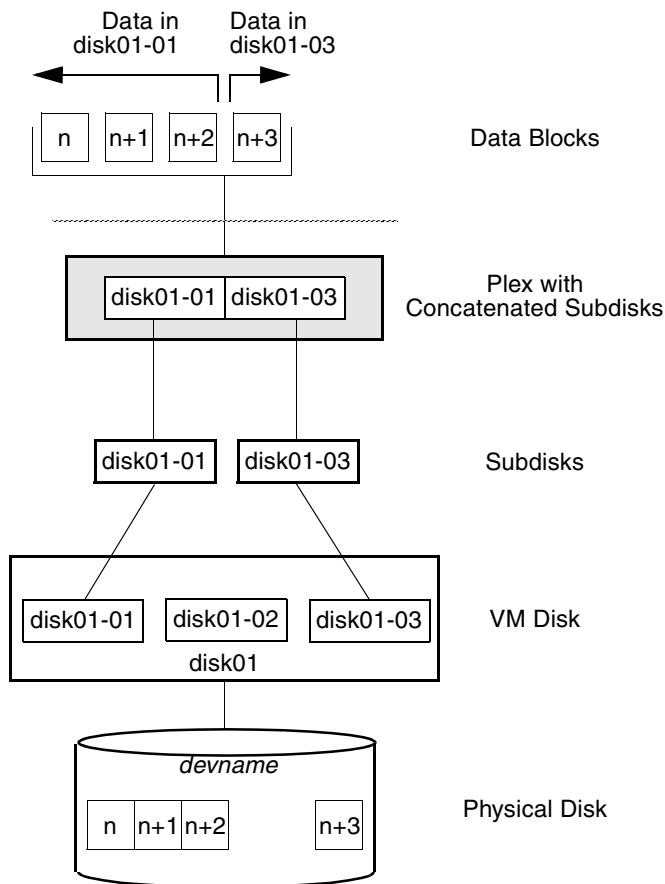 Data in
disk01-01
Data in
disk01-03
n
n+1
n+2
n+3
Data Blocks
disk01-01
disk01-03
Plex with
Concatenated Subdisks
disk01-01
disk01-03
Subdisks
disk01-01
disk01-02
disk01-03
VM Disk
disk01
devname
n
n+1
n+2
n+3
Physical Disk